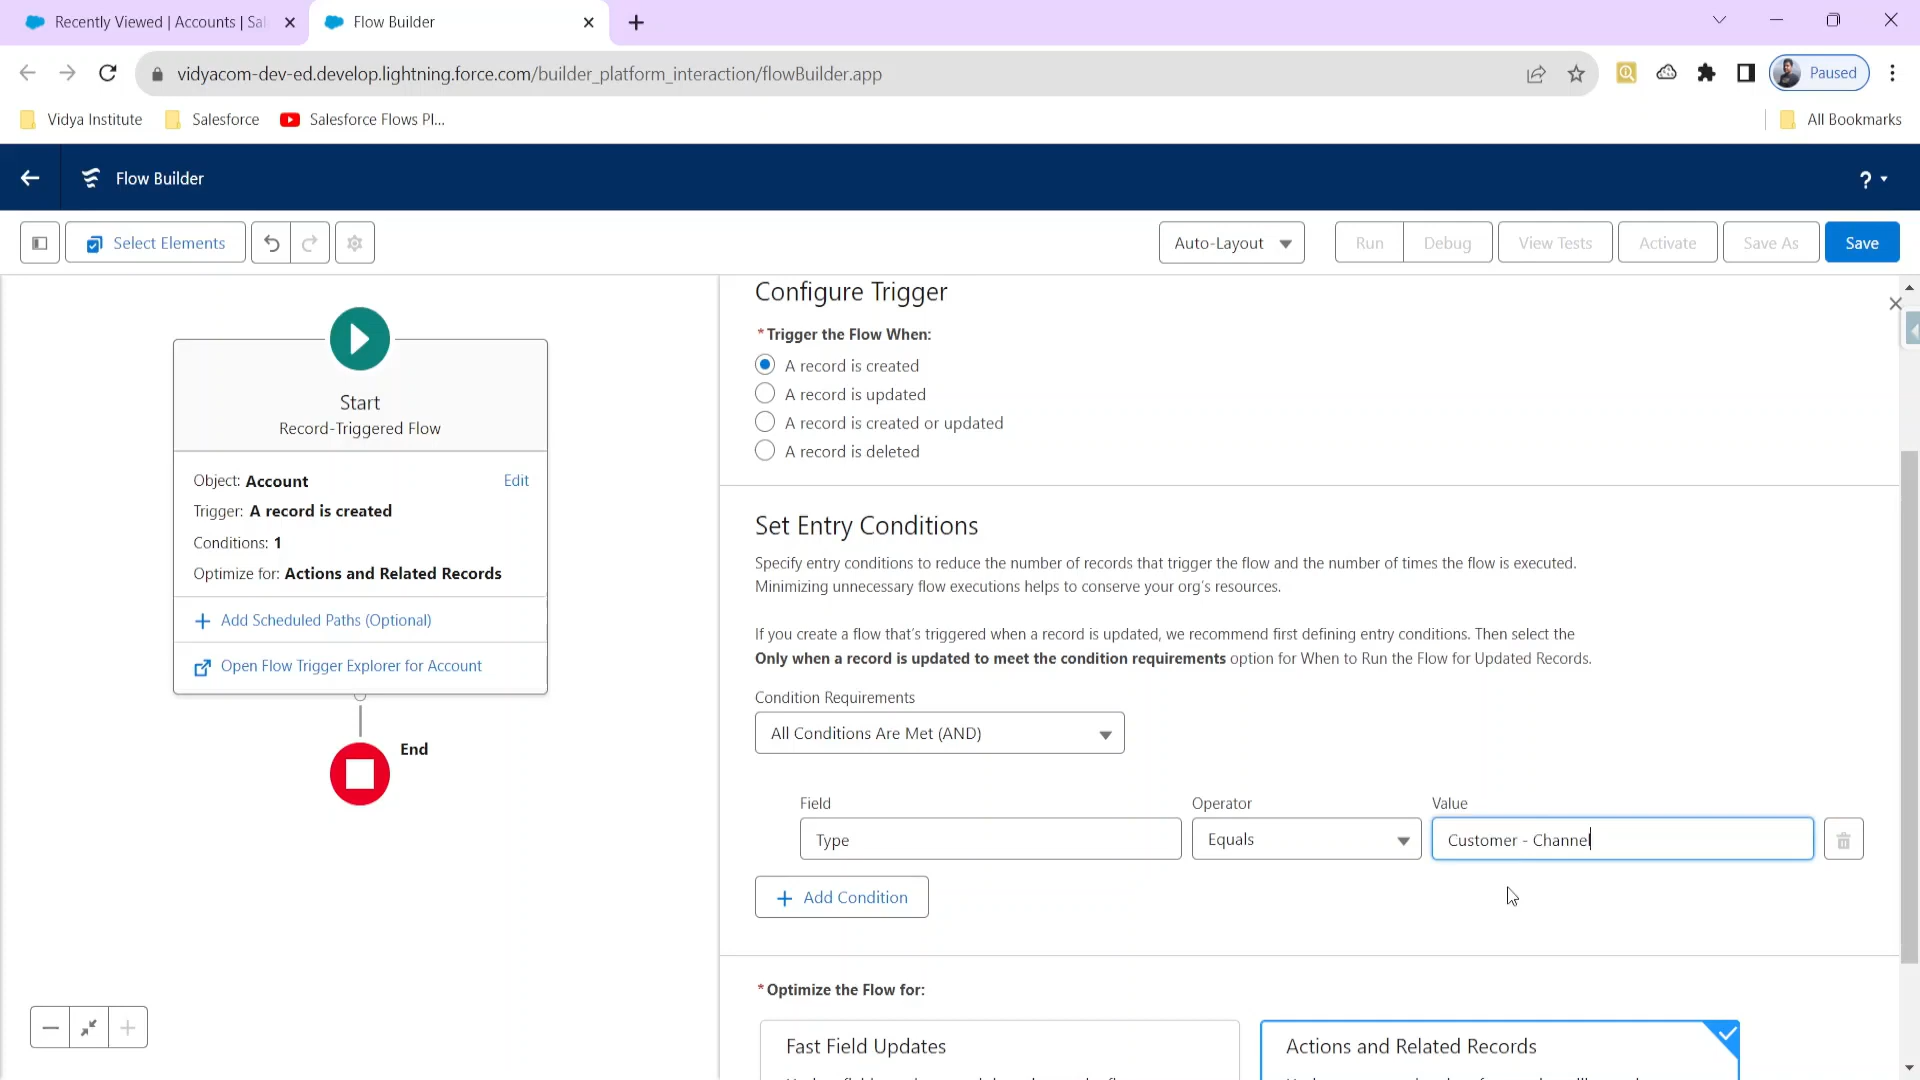 Recently Viewed | Accounts | Sal
Flow Builder
vidyacom-dev-ed.develop.lightning.force.com/builder_platform_interaction/flowBuilder.app
Paused
Vidya Institute
Salesforce
Salesforce Flows Pl...
All Bookmarks
Flow Builder
?
Select Elements
Auto-Layout
Run
Debug
View Tests
Activate
Save As
Save
Start
Record-Triggered Flow
Object: Account
Edit
Trigger: A record is created
Conditions: 1
Optimize for: Actions and Related Records
Add Scheduled Paths (Optional)
Open Flow Trigger Explorer for Account
End
Configure Trigger
*Trigger the Flow When:
A record is created
A record is updated
A record is created or updated
A record is deleted
Set Entry Conditions
Specify entry conditions to reduce the number of records that trigger the flow and the number of times the flow is executed.
Minimizing unnecessary flow executions helps to conserve your org's resources.
If you create a flow that's triggered when a record is updated, we recommend first defining entry conditions. Then select the
Only when a record is updated to meet the condition requirements option for When to Run the Flow for Updated Records.
Condition Requirements
All Conditions Are Met (AND)
Field
Operator
Value
Type
Equals
Customer - Channel
Add Condition
*Optimize the Flow for:
Fast Field Updates
Actions and Related Records